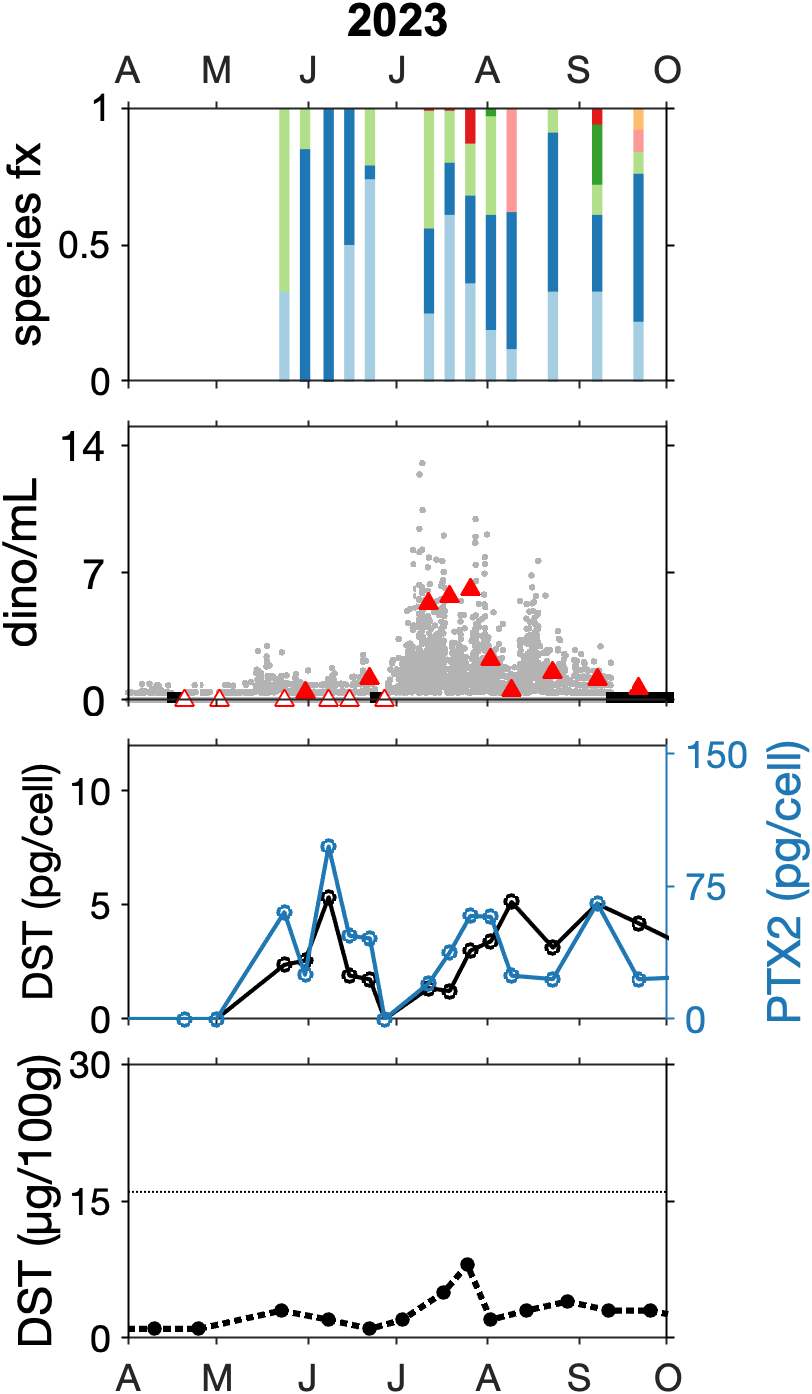 2023
A M J J A S O
species fx
1
0.5
0
dino/mL
14
7
0
DST (pg/cell)
10
5
0
150
75
0
PTX2 (pg/cell)
DST (µg/100g)
30
15
0
A M J J A S O